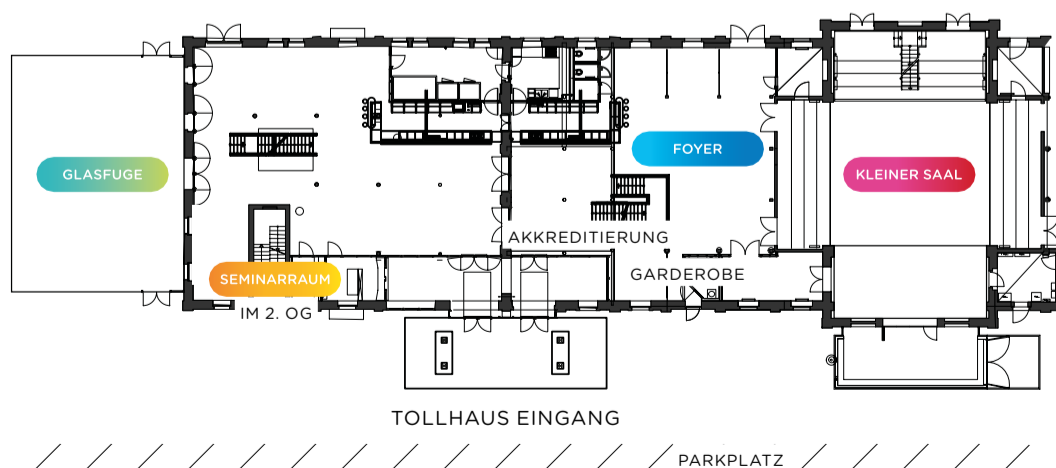 FOYER
GLASFUGE
KLEINER SAAL
AKKREDITIERUNG
SEMINARRAUM
GARDEROBE
IM 2. OG
TOLLHAUS EINGANG
PARKPLATZ